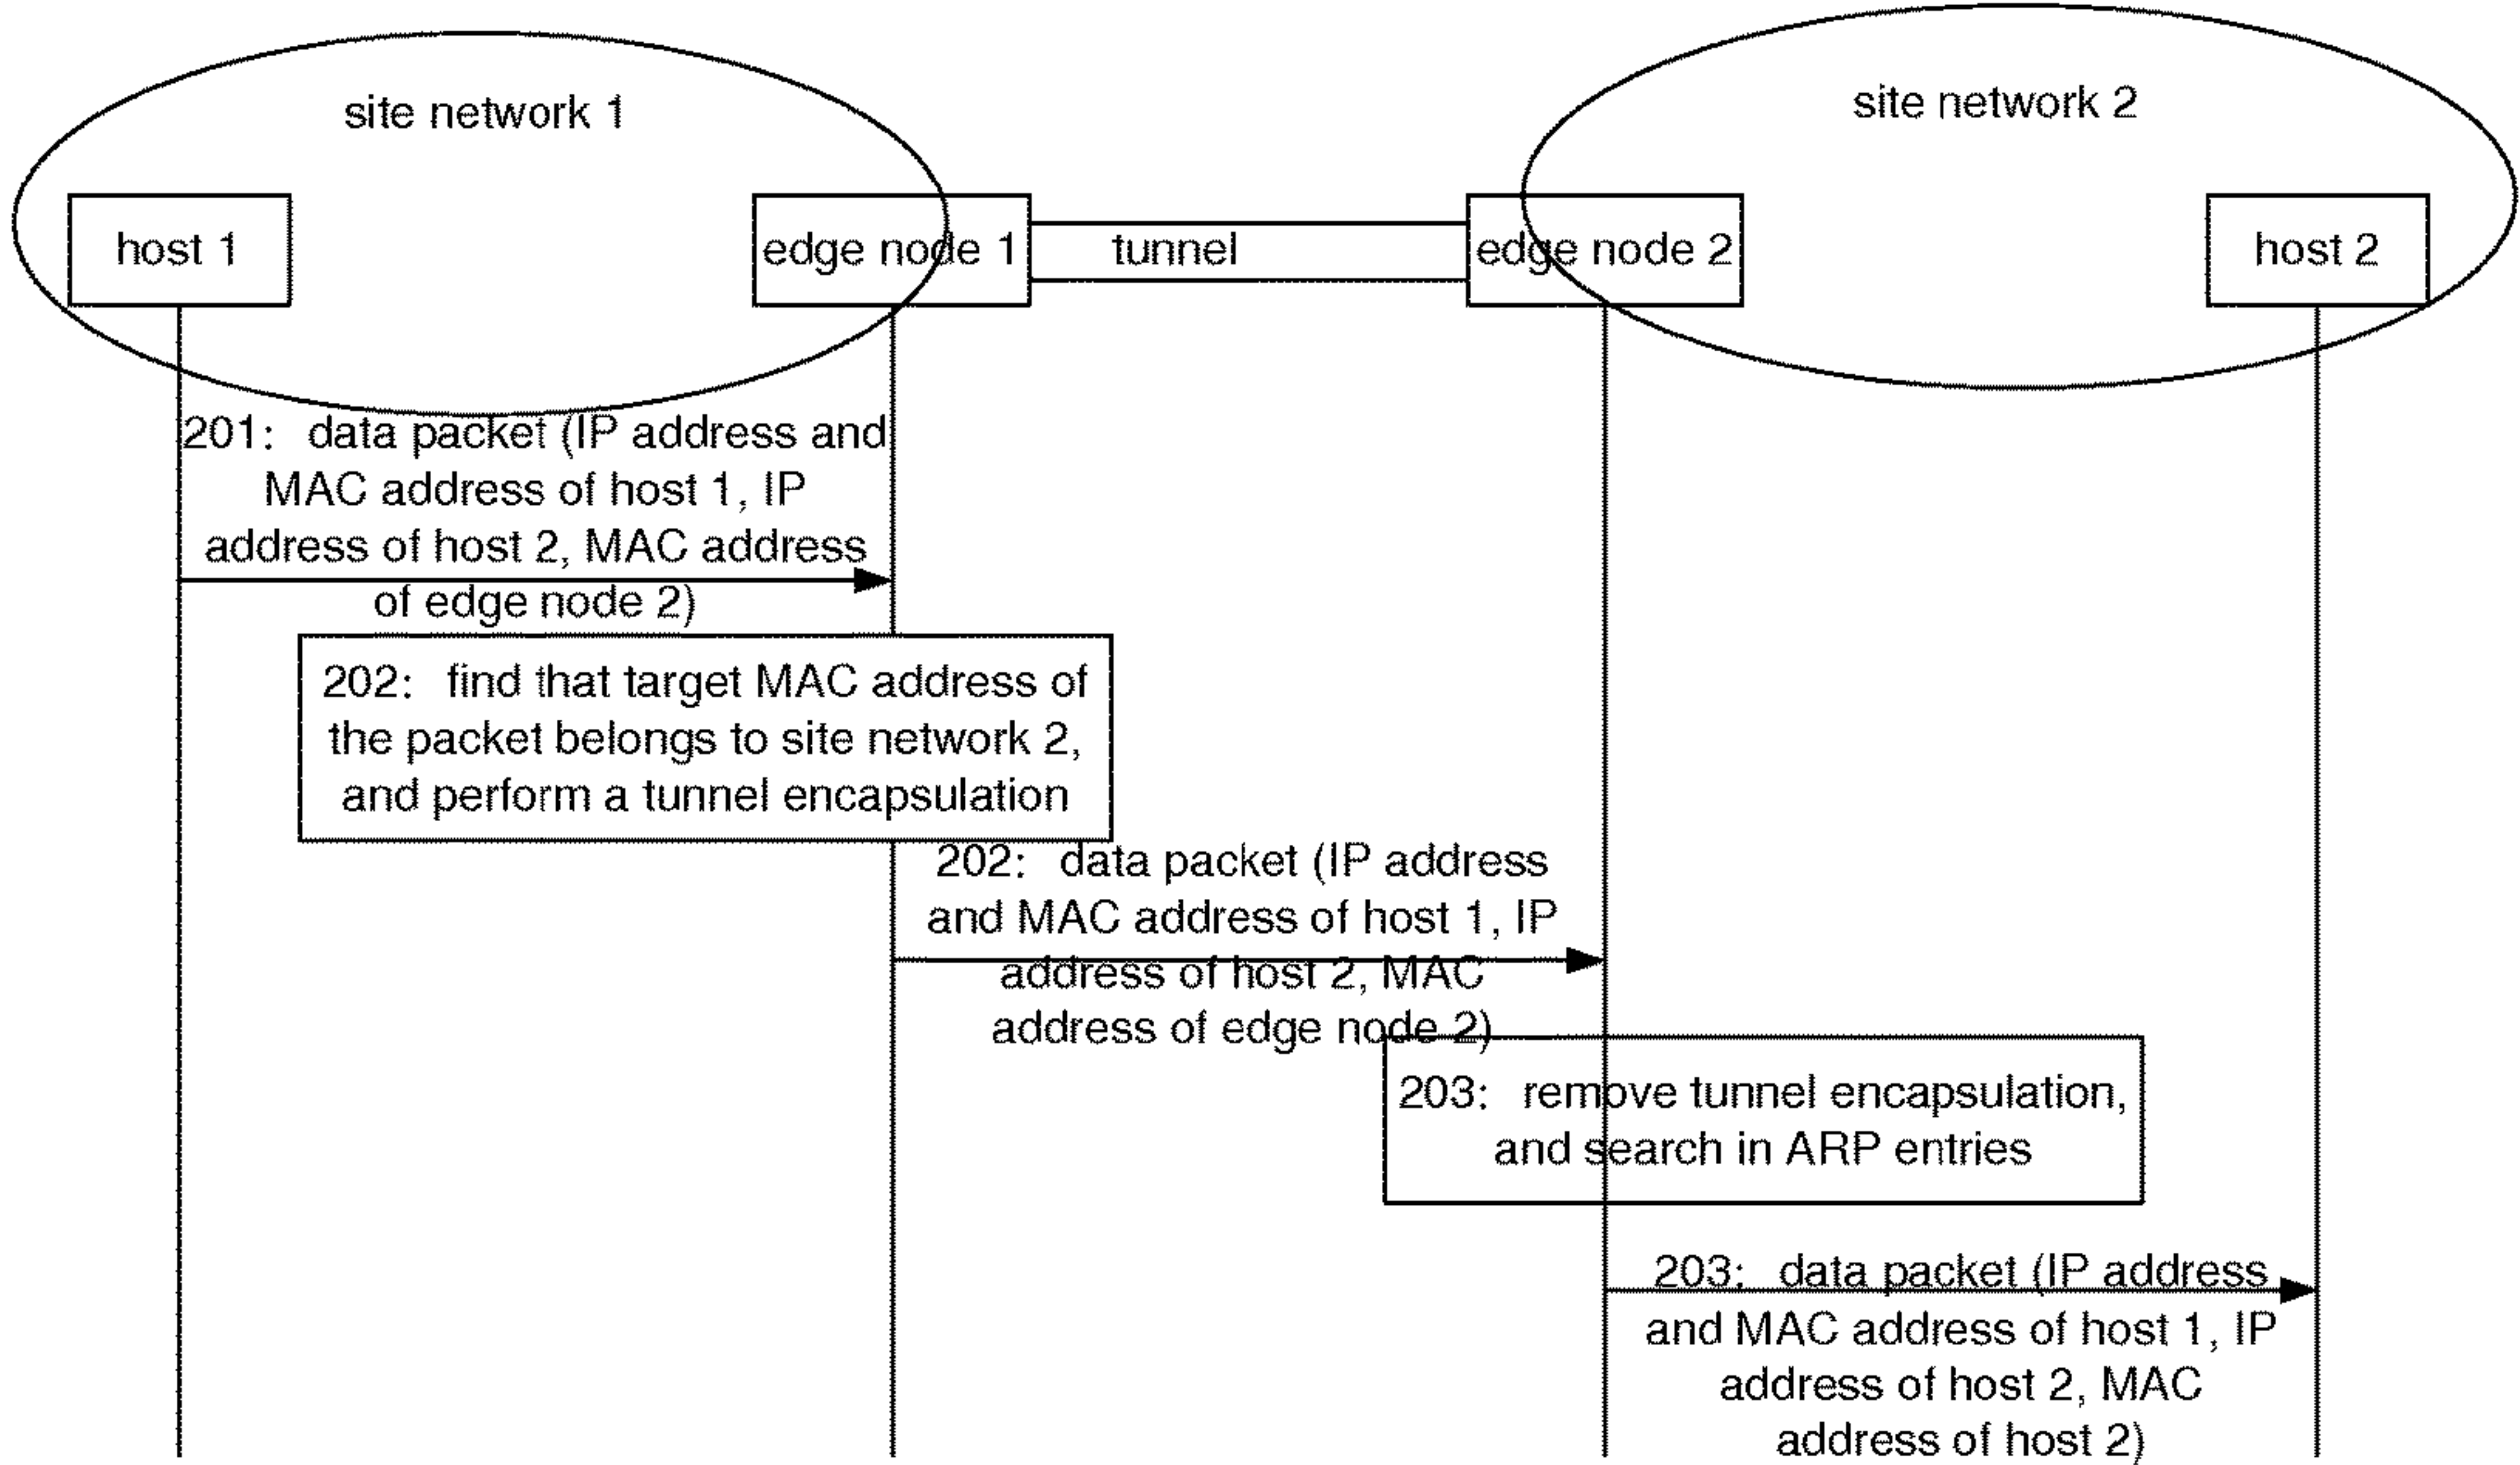 site network 1
site network 2
host 1
edge node 1
tunnel
edge node 2
host 2
201: data packet (IP address and
MAC address of host 1, IP
address of host 2, MAC address
of edge node 2)
202: find that target MAC address of
the packet belongs to site network 2,
and perform a tunnel encapsulation
202: data packet (IP address
and MAC address of host 1, IP
address of host 2, MAC
address of edge node 2)
203: remove tunnel encapsulation,
and search in ARP entries
203: data packet (IP address
and MAC address of host 1, IP
address of host 2, MAC
address of host 2)